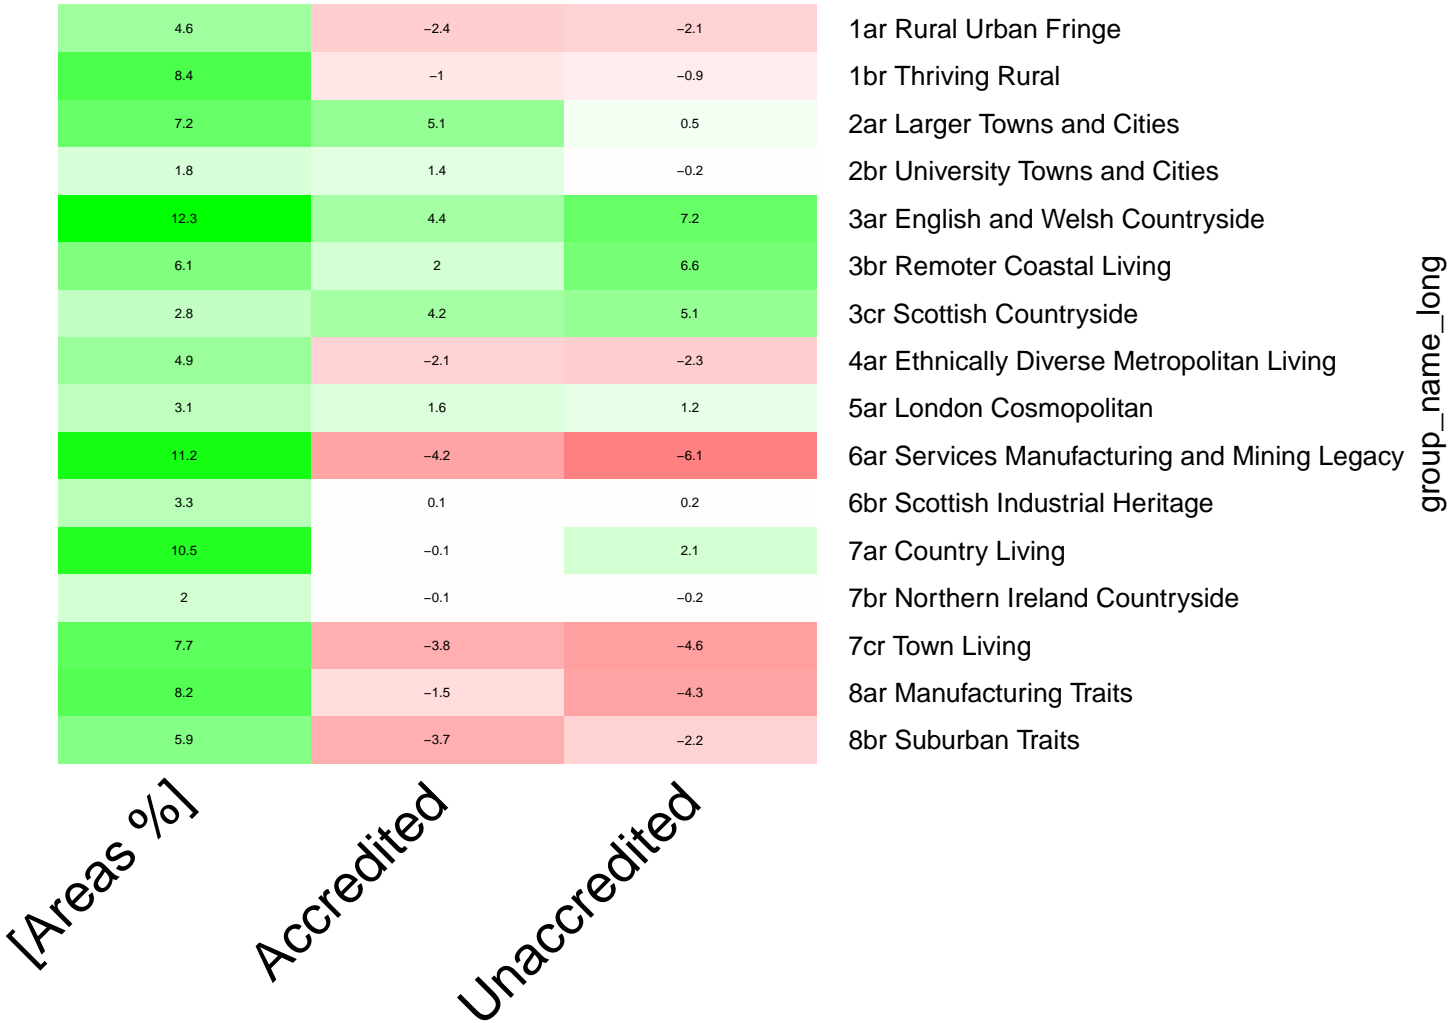 4.6 −2.4 −2.1 1ar Rural Urban Fringe
8.4 −1 −0.9 1br Thriving Rural
7.2 5.1 0.5 2ar Larger Towns and Cities
1.8 1.4 −0.2 2br University Towns and Cities
12.3 4.4 7.2 3ar English and Welsh Countryside
6.1 2 6.6 3br Remoter Coastal Living
2.8 4.2 5.1 3cr Scottish Countryside
4.9 −2.1 −2.3 4ar Ethnically Diverse Metropolitan Living
3.1 1.6 1.2 5ar London Cosmopolitan
11.2 −4.2 −6.1 6ar Services Manufacturing and Mining Legacy
3.3 0.1 0.2 6br Scottish Industrial Heritage
10.5 −0.1 2.1 7ar Country Living
2 −0.1 −0.2 7br Northern Ireland Countryside
7.7 −3.8 −4.6 7cr Town Living
8.2 −1.5 −4.3 8ar Manufacturing Traits
5.9 −3.7 −2.2 8br Suburban Traits
group_name_long
[Areas %]
Accredited
Unaccredited